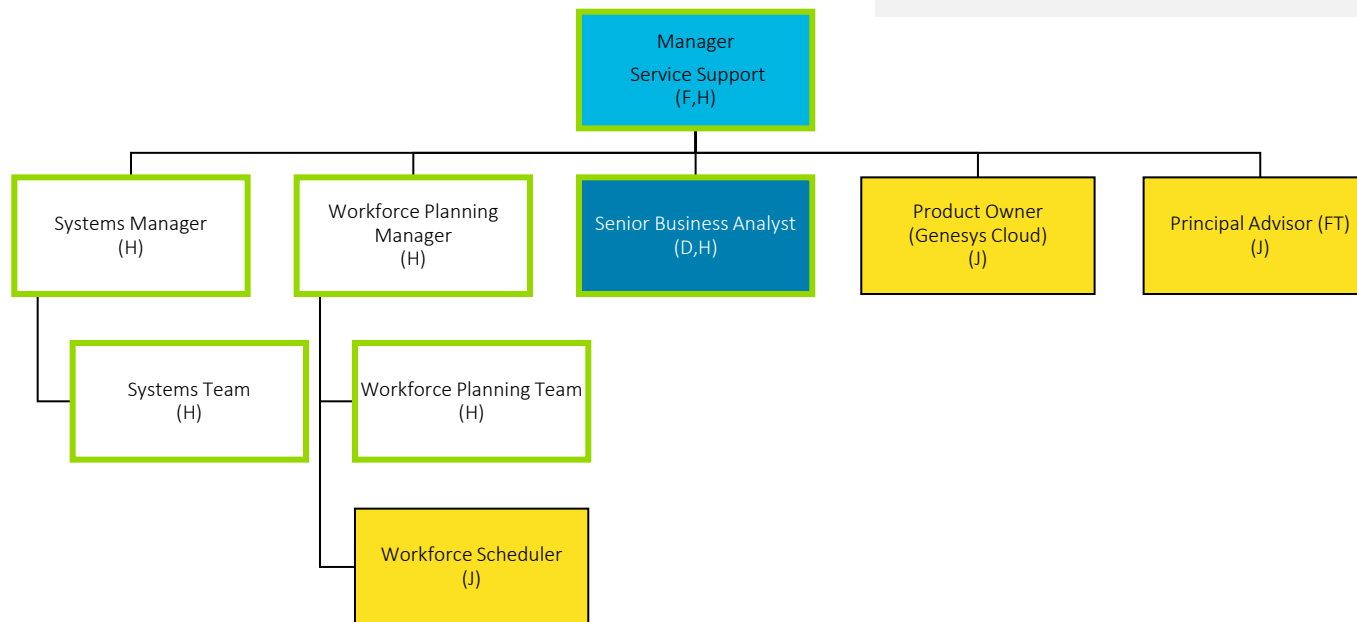 Manager
Service Support
(F,H)
Systems Manager
(H)
Workforce Planning
Manager
(H)
Senior Business Analyst
(D,H)
Product Owner
(Genesys Cloud)
(J)
Principal Advisor (FT)
(J)
Systems Team
(H)
Workforce Planning Team
(H)
Workforce Scheduler
(J)